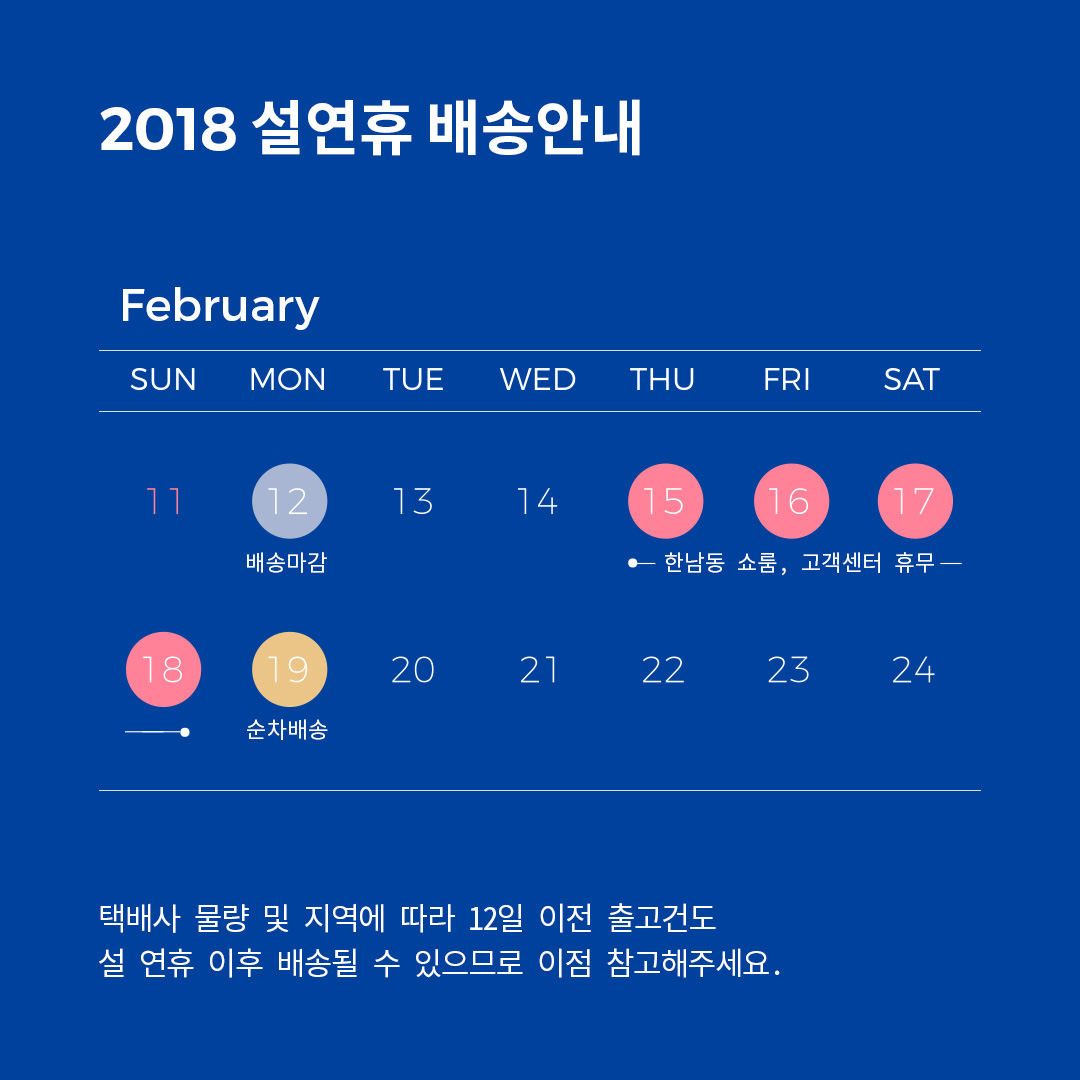 2018 설연휴 배송안내
February
SUN MON TUE WED THU FRI SAT
11 12 13 14 15 16 17
배송마감 한남동 쇼룸, 고객센터 휴무
18 19 20 21 22 23 24
순차배송
택배사 물량 및 지역에 따라 12일 이전 출고건도
설 연휴 이후 배송될 수 있으므로 이점 참고해주세요.